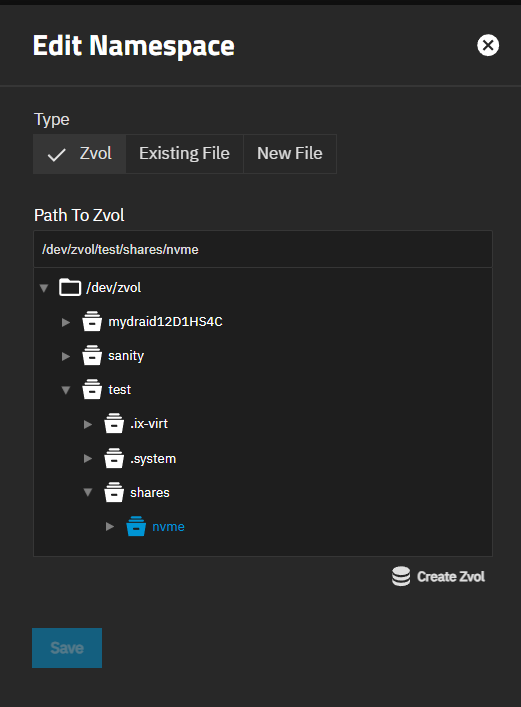 Edit Namespace
Type
Zvol
Existing File
New File
Path To Zvol
/dev/zvol/test/shares/nvme
/dev/zvol
mydraid12D1HS4C
sanity
test
.ix-virt
.system
shares
nvme
Create Zvol
Save